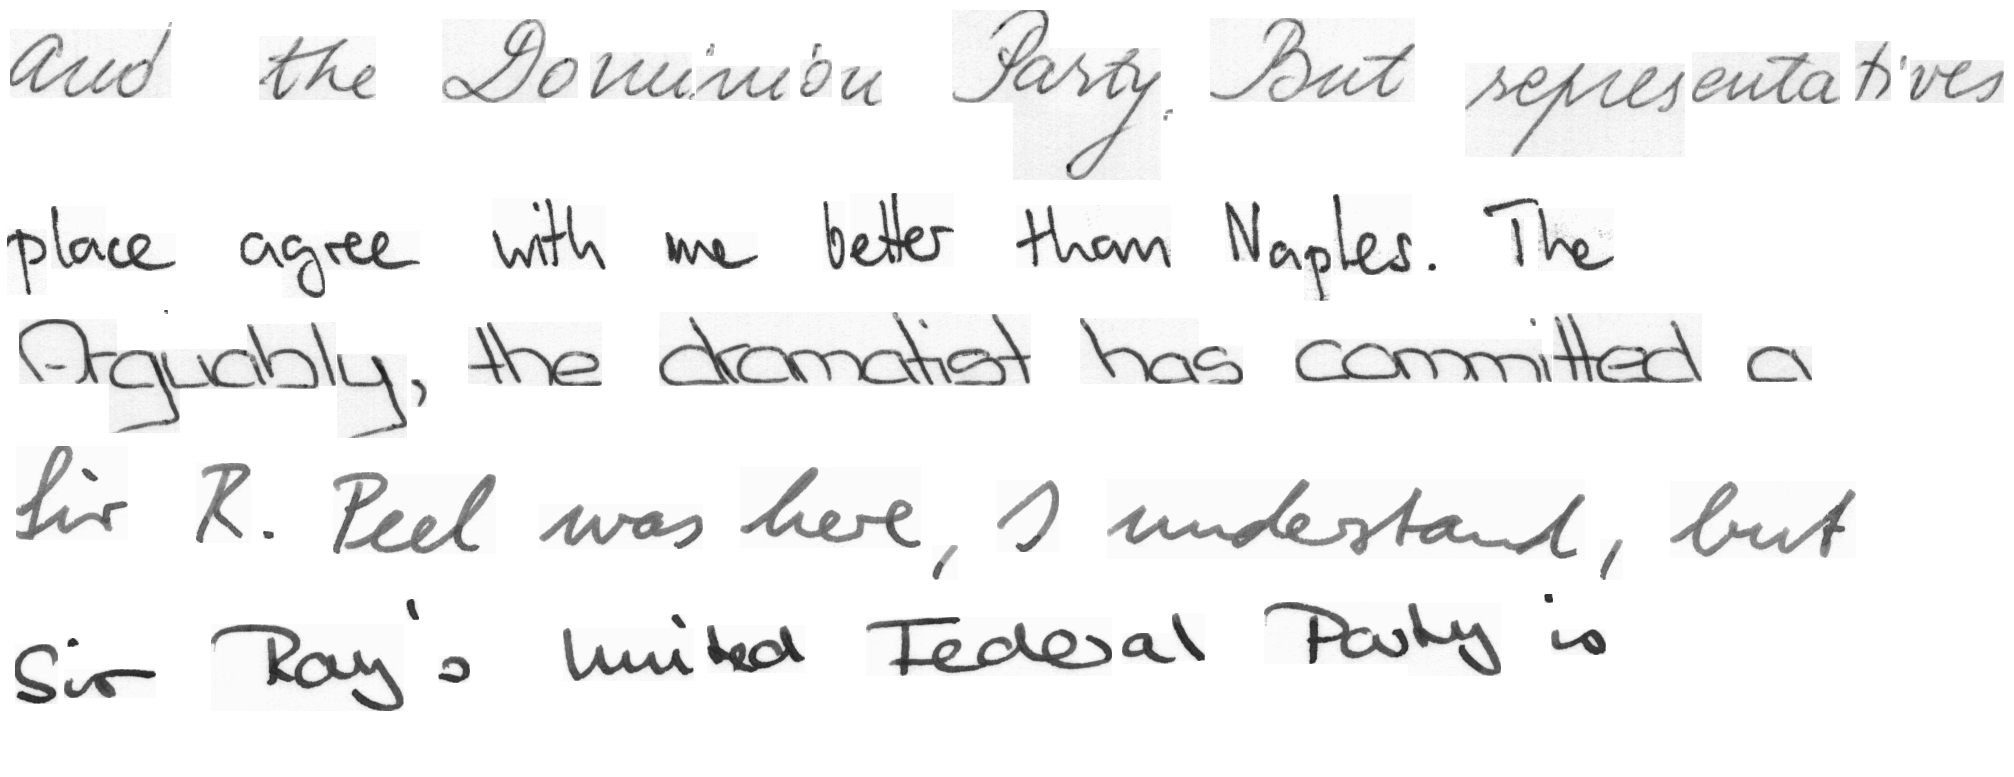 and the Dominion Party. But representatives
place agree with me better than Naples. The
Arguably, the dramatist has committed a
Sir R. Peel was here, I understand, but
Sir Ray's United Federal Party is